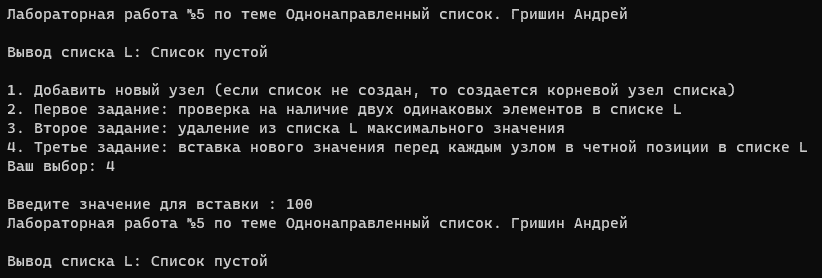 Лабораторная работа №5 по теме Однонаправленный список. Гришин Андрей
Вывод списка L: Список пустой
1. Добавить новый узел (если список не создан, то создается корневой узел списка)
2. Первое задание: проверка на наличие двух одинаковых элементов в списке L
3. Второе задание: удаление из списка L максимального значения
4. Третье задание: вставка нового значения перед каждым узлом в четной позиции в списке L
Ваш выбор: 4
Введите значение для вставки : 100
Лабораторная работа №5 по теме Однонаправленный список. Гришин Андрей
Вывод списка L: Список пустой